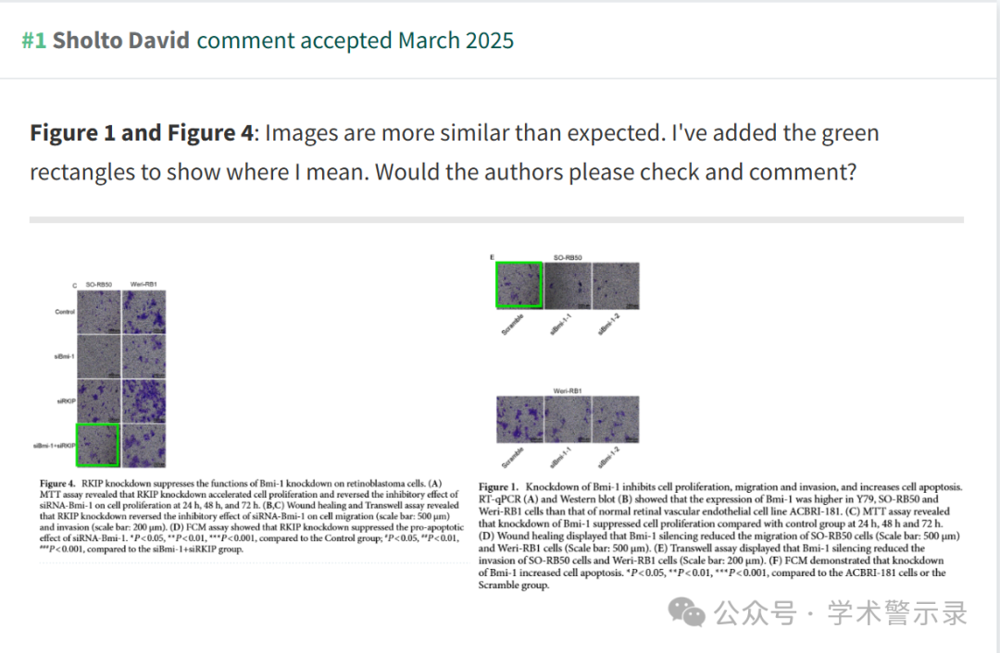 #1 Sholto David comment accepted March 2025
Figure 1 and Figure 4: Images are more similar than expected. I've added the green
rectangles to show where I mean. Would the authors please check and comment?
C SO-RB50 Weri-RB1
Control
siBmi-1
siRKIP
siBmi-1+siRKIP
Figure 4. RKIP knockdown suppresses the functions of Bmi-1 knockdown on retinoblastoma cells. (A)
MTT assay revealed that RKIP knockdown accelerated cell proliferation and reversed the inhibitory effect of
siRNA-Bmi-1 on cell proliferation at 24 h, 48 h, and 72 h. (B,C) Wound healing and Transwell assay revealed
that RKIP knockdown reversed the inhibitory effect of siRNA-Bmi-1 on cell migration (scale bar: 500 μm)
and invasion (scale bar: 200 μm). (D) FCM assay showed that RKIP knockdown suppressed the pro-apoptotic
effect of siRNA-Bmi-1. *P<0.05, **P<0.01, ***P<0.001, compared to the Control group; #P<0.05, ##P<0.01,
###P<0.001, compared to the siBmi-1+siRKIP group.
E SO-RB50
Scramble siBmi-1-1 siBmi-1-2
Weri-RB1
Scramble siBmi-1-1 siBmi-1-2
Figure 1. Knockdown of Bmi-1 inhibits cell proliferation, migration and invasion, and increases cell apoptosis.
RT-qPCR (A) and Western blot (B) showed that the expression of Bmi-1 was higher in Y79, SO-RB50 and
Weri-RB1 cells than that of normal retinal vascular endothelial cell line ACBRI-181. (C) MTT assay revealed
that knockdown of Bmi-1 suppressed cell proliferation compared with control group at 24 h, 48 h and 72 h.
(D) Wound healing displayed that Bmi-1 silencing reduced the migration of SO-RB50 cells (Scale bar: 500 μm)
and Weri-RB1 cells (Scale bar: 500 μm). (E) Transwell assay displayed that Bmi-1 silencing reduced the
invasion of SO-RB50 cells and Weri-RB1 cells (Scale bar: 200 μm). (F) FCM demonstrated that knockdown
of Bmi-1 increased cell apoptosis. *P<0.05, **P<0.01, ***P<0.001, compared to the ACBRI-181 cells or the
Scramble group.
公众号 · 学术警示录